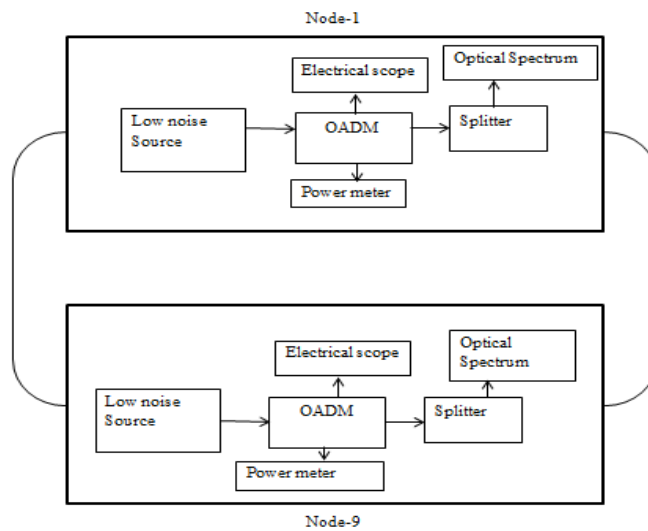 Node-1
Optical Spectrum
Electrical scope
Low noise
Source
OADM
Splitter
Power meter
Optical
Spectrum
Electrical scope
Low noise
Source
OADM
Splitter
Power meter
Node-9